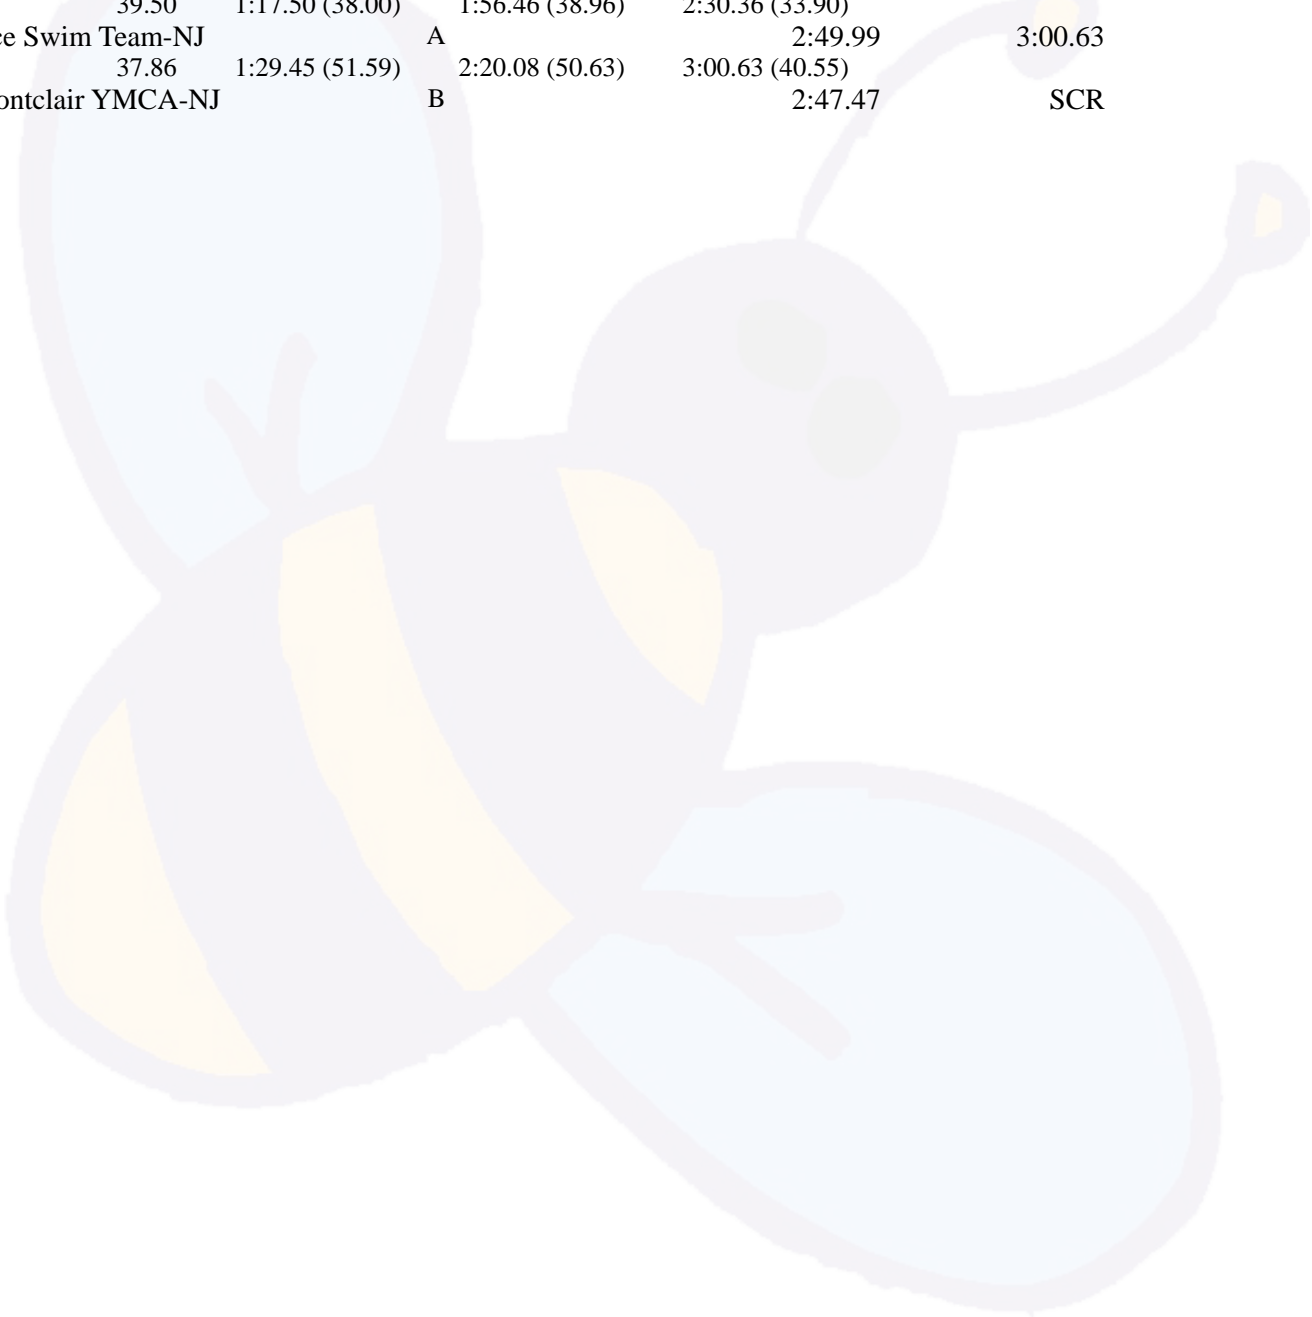 39.50 1:17.50 (38.00) 1:56.46 (38.96) 2:30.36 (33.90)
ce Swim Team-NJ A 2:49.99 3:00.63
37.86 1:29.45 (51.59) 2:20.08 (50.63) 3:00.63 (40.55)
ontclair YMCA-NJ B 2:47.47 SCR